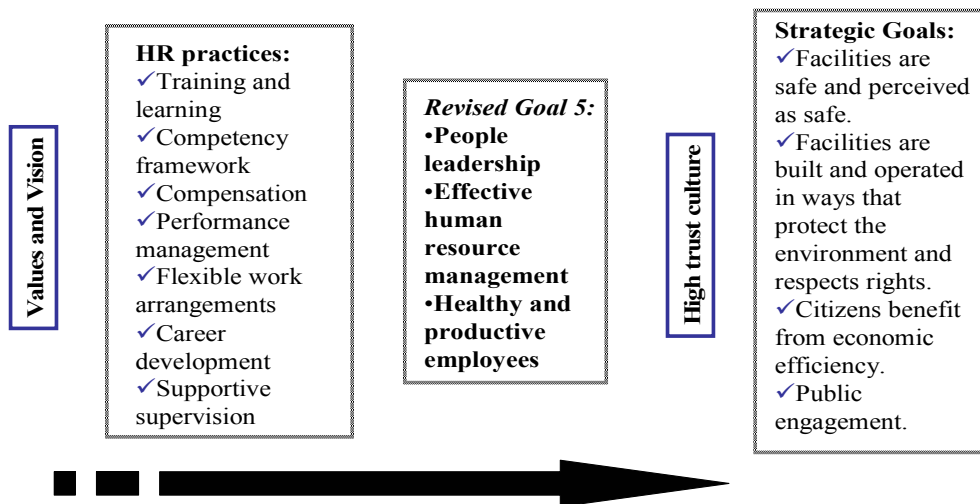 Values and Vision
HR practices:
✓Training and
learning
✓Competency
framework
✓Compensation
✓Performance
management
✓Flexible work
arrangements
✓Career
development
✓Supportive
supervision
Revised Goal 5:
•People
leadership
•Effective
human
resource
management
•Healthy and
productive
employees
High trust culture
Strategic Goals:
✓Facilities are
safe and perceived
as safe.
✓Facilities are
built and operated
in ways that
protect the
environment and
respects rights.
✓Citizens benefit
from economic
efficiency.
✓Public
engagement.